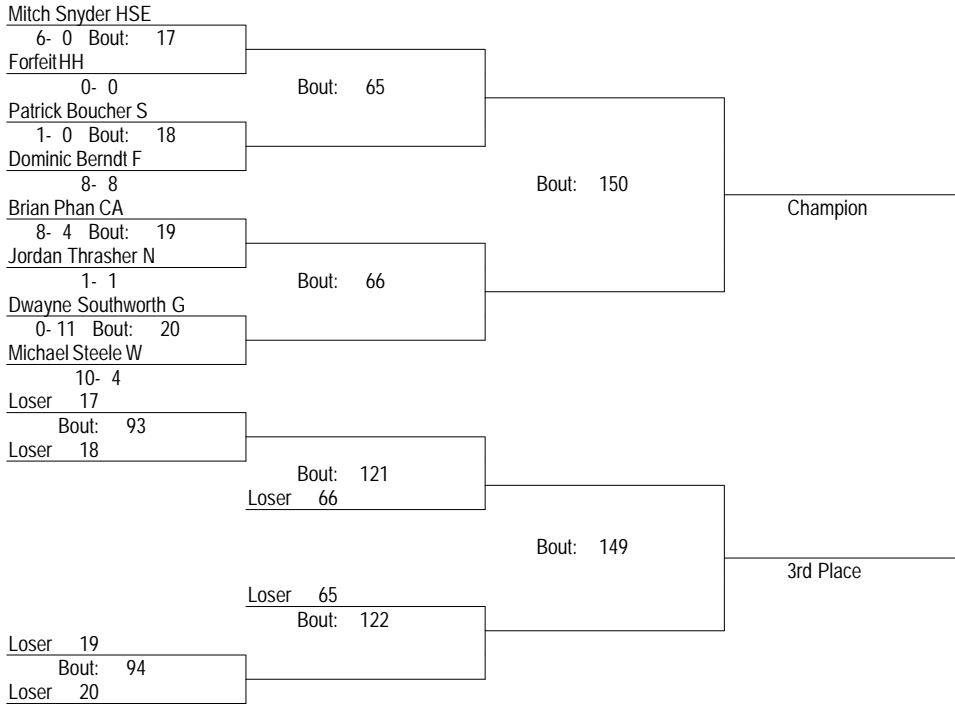 Mitch Snyder HSE
6- 0 Bout: 17
Forfeit HH
0- 0
Bout: 65
Patrick Boucher S
1- 0 Bout: 18
Dominic Berndt F
8- 8
Bout: 150
Brian Phan CA
Champion
8- 4 Bout: 19
Jordan Thrasher N
1- 1
Bout: 66
Dwayne Southworth G
0- 11 Bout: 20
Michael Steele W
10- 4
Loser 17
Bout: 93
Loser 18
Bout: 121
Loser 66
Bout: 149
3rd Place
Loser 65
Bout: 122
Loser 19
Bout: 94
Loser 20